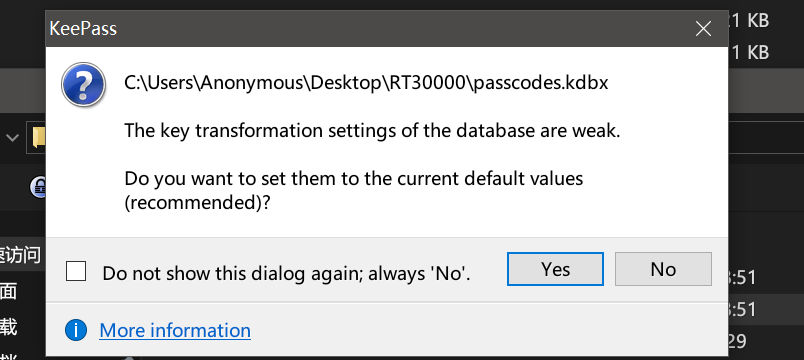 KeePass
1 KB
C:\Users\Anonymous\Desktop\RT30000\passcodes.kdbx
1 KB
The key transformation settings of the database are weak.
Do you want to set them to the current default values
(recommended)?
速访问
Do not show this dialog again; always 'No'.
Yes
No
:51
面
:51
载
More information
29